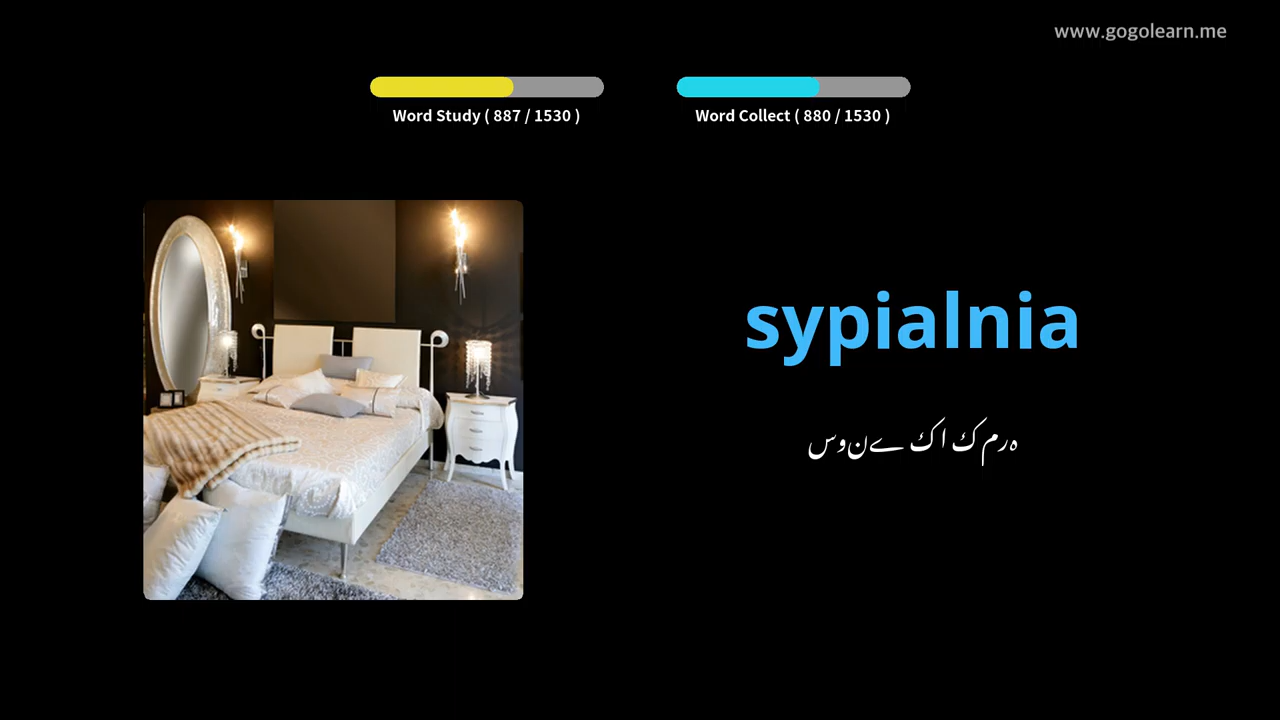 www.gogolearn.me
Word Study ( 887 / 1530 )
Word Collect ( 880 / 1530 )
sypialnia
سونے کا کمرہ